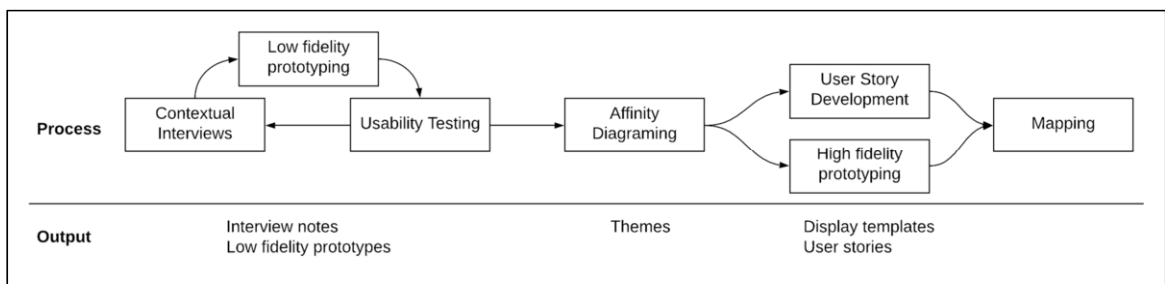 Low fidelity
prototyping
Contextual
Interviews
Usability Testing
Affinity
Diagraming
User Story
Development
High fidelity
prototyping
Mapping
Process
Output
Interview notes
Low fidelity prototypes
Themes
Display templates
User stories